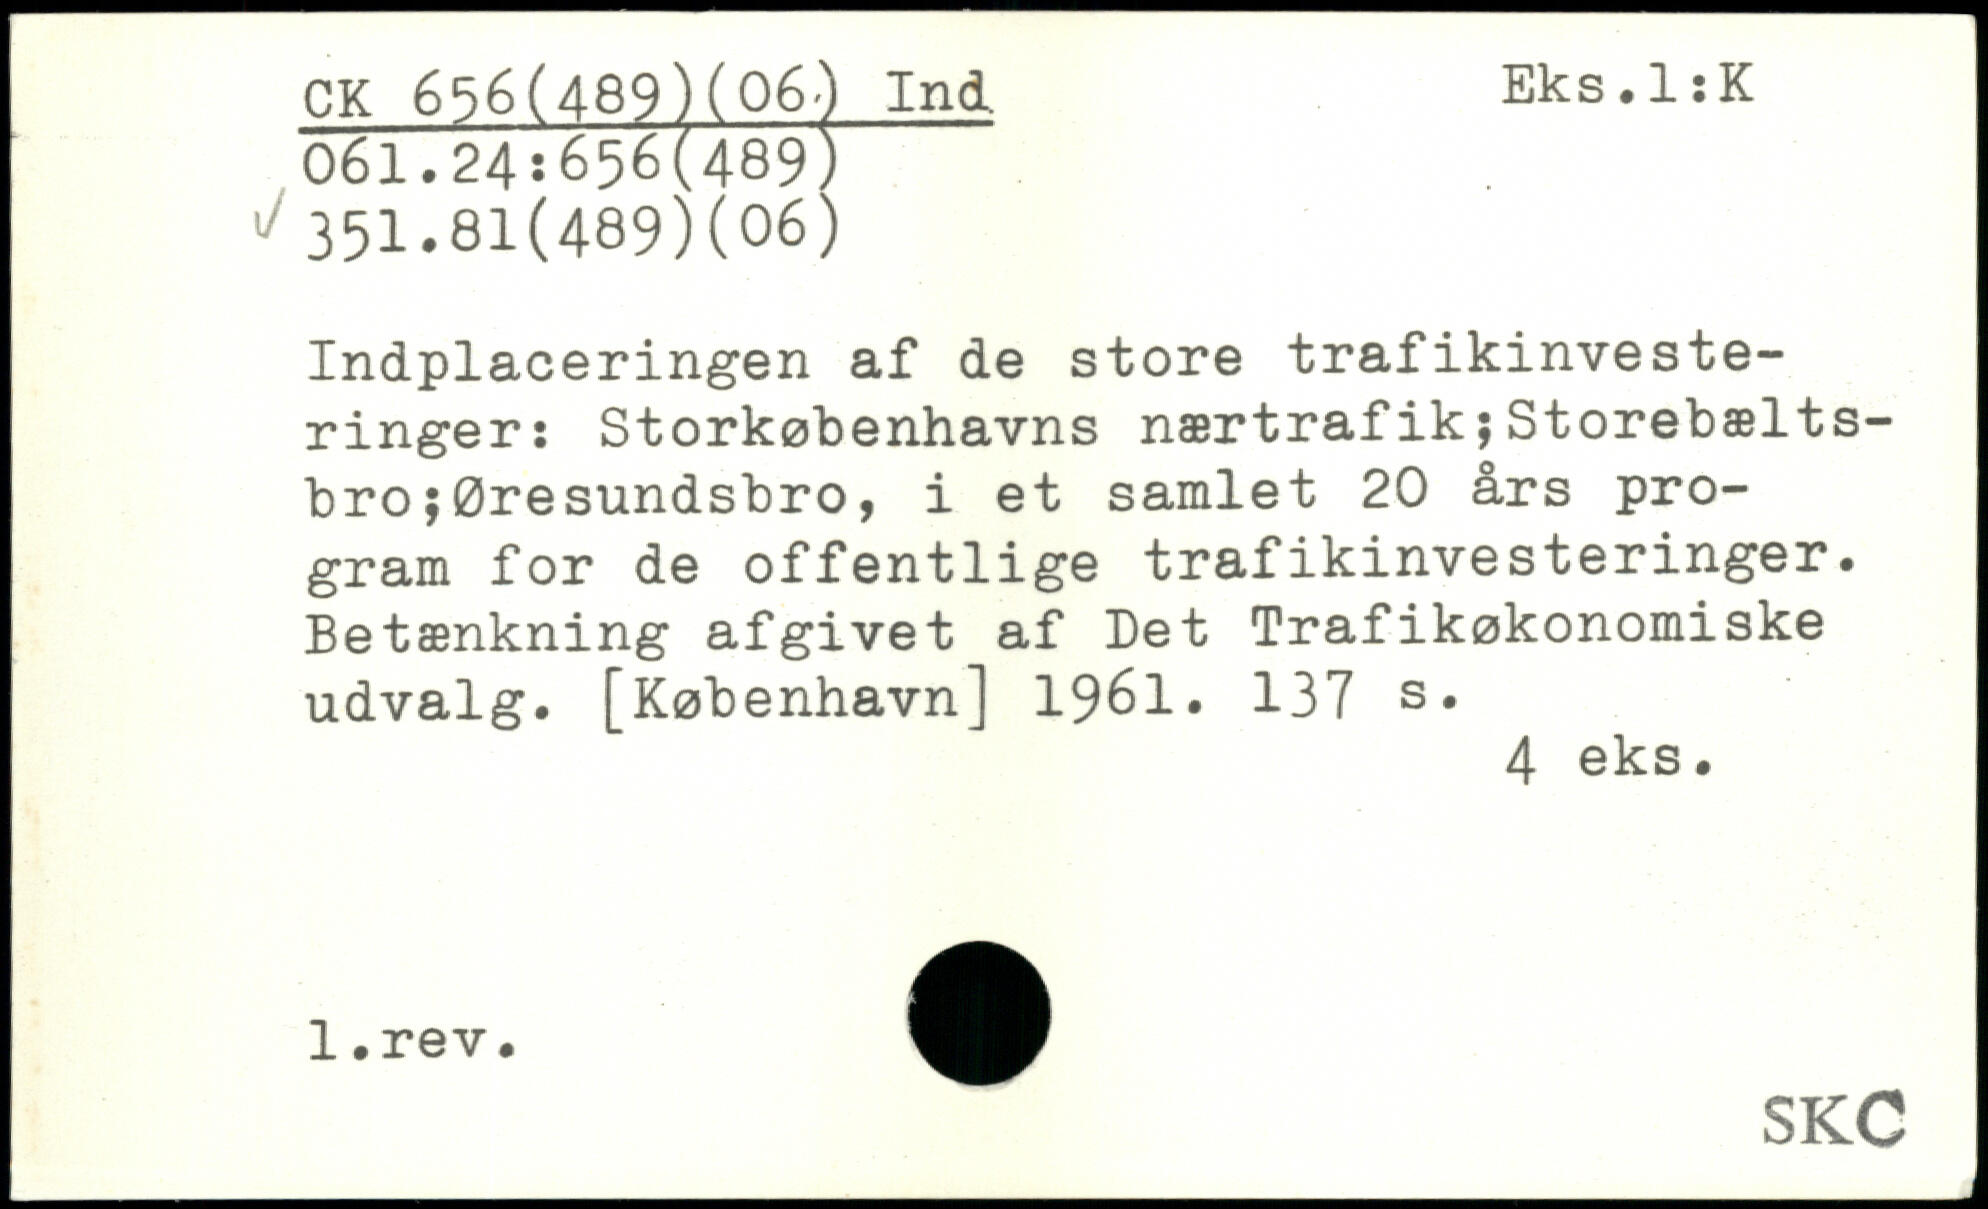 CK 656(489)(06) Ind
Eks.1:K
061.24:656(489)
✓ 351.81(489)(06)
Indplaceringen af de store trafikinveste-
ringer: Storkøbenhavns nærtrafik;Storebælts-
bro;Øresundsbro, i et samlet 20 års pro-
gram for de offentlige trafikinvesteringer.
Betænkning afgivet af Det Trafikøkonomiske
udvalg. [København] 1961. 137 s.
4 eks.
1.rev.
SKC